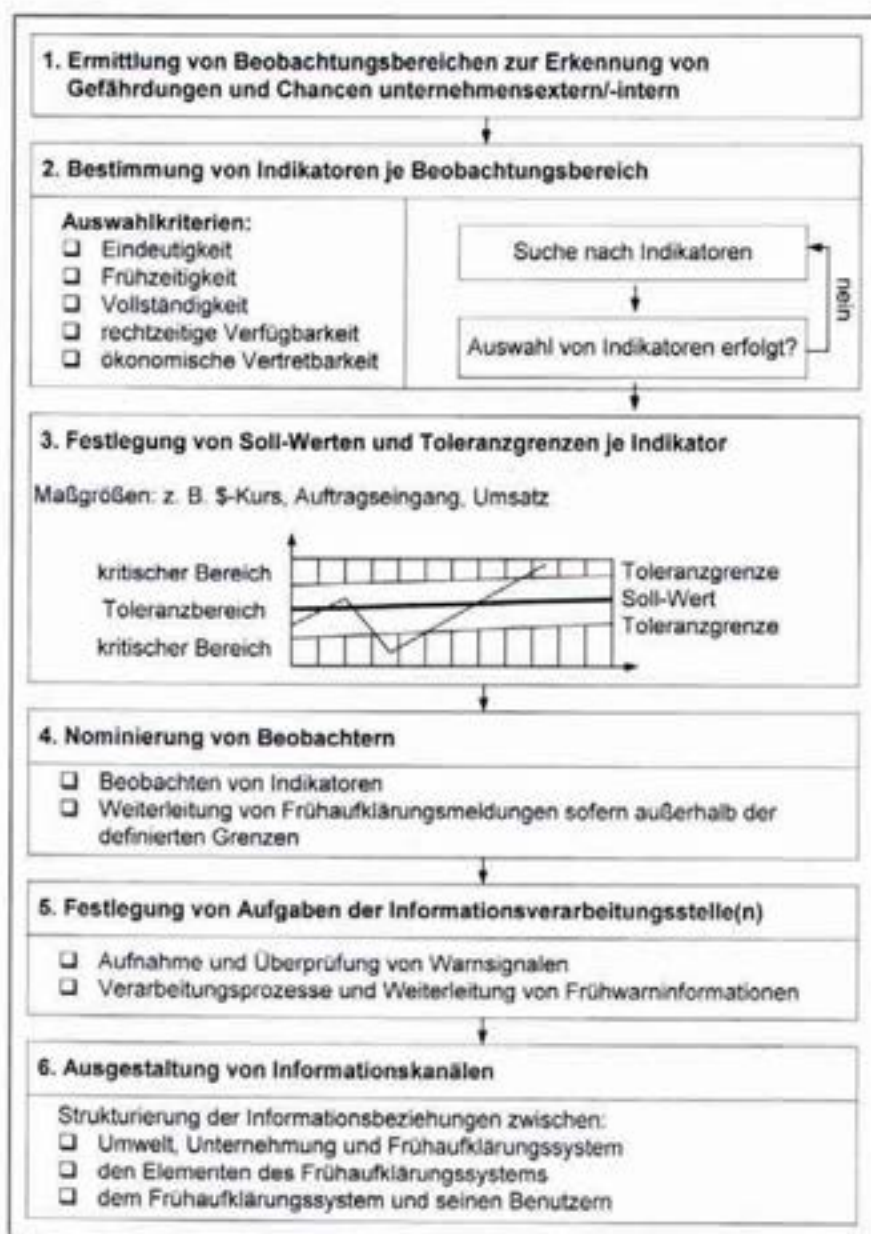 1. Ermittlung von Beobachtungsbereichen zur Erkennung von
Gefährdungen und Chancen unternehmensextern/-intern
2. Bestimmung von Indikatoren je Beobachtungsbereich
Auswahlkriterien:
❑ Eindeutigkeit
❑ Frühzeitigkeit
❑ Vollständigkeit
❑ rechtzeitige Verfügbarkeit
❑ ökonomische Vertretbarkeit
Suche nach Indikatoren
nein
Auswahl von Indikatoren erfolgt?
3. Festlegung von Soll-Werten und Toleranzgrenzen je Indikator
Maßgrößen: z. B. $-Kurs, Auftragseingang, Umsatz
kritischer Bereich
Toleranzbereich
kritischer Bereich
Toleranzgrenze
Soll-Wert
Toleranzgrenze
4. Nominierung von Beobachtern
❑ Beobachten von Indikatoren
❑ Weiterleitung von Frühaufklärungsmeldungen sofern außerhalb der
definierten Grenzen
5. Festlegung von Aufgaben der Informationsverarbeitungsstelle(n)
❑ Aufnahme und Überprüfung von Warnsignalen
❑ Verarbeitungsprozesse und Weiterleitung von Frühwarninformationen
6. Ausgestaltung von Informationskanälen
Strukturierung der Informationsbeziehungen zwischen:
❑ Umwelt, Unternehmung und Frühaufklärungssystem
❑ den Elementen des Frühaufklärungssystems
❑ dem Frühaufklärungssystem und seinen Benutzern